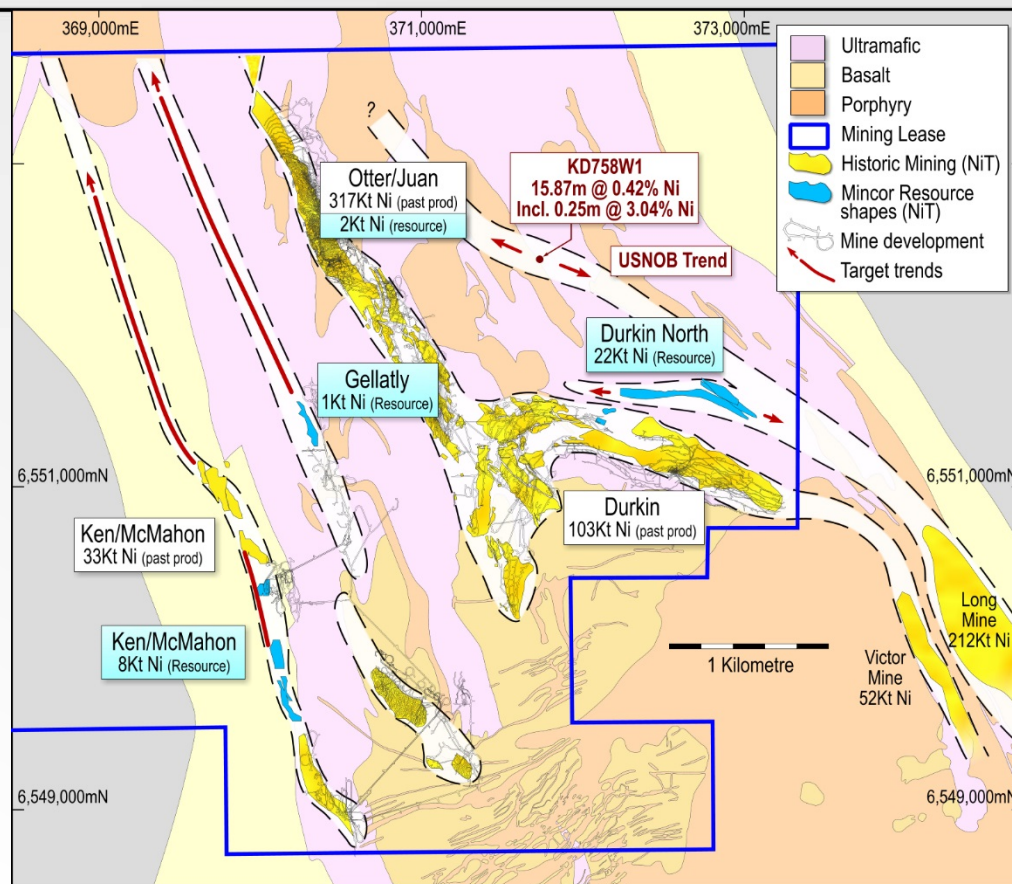 369,000mE
371,000mE
373,000mE
Ultramafic
Basalt
Porphyry
Mining Lease
Historic Mining (NiT)
Mincor Resource
shapes (NiT)
Mine development
Target trends
?
KD758W1
15.87m @ 0.42% Ni
Incl. 0.25m @ 3.04% Ni
Otter/Juan
317Kt Ni (past prod)
2Kt Ni (resource)
USNOB Trend
Durkin North
22Kt Ni (Resource)
Gellatly
1Kt Ni (Resource)
6,551,000mN
6,551,000mN
Durkin
103Kt Ni (past prod)
Ken/McMahon
33Kt Ni (past prod)
Long
Mine
212Kt Ni
Ken/McMahon
8Kt Ni (Resource)
1 Kilometre
Victor
Mine
52Kt Ni
6,549,000mN
6,549,000mN